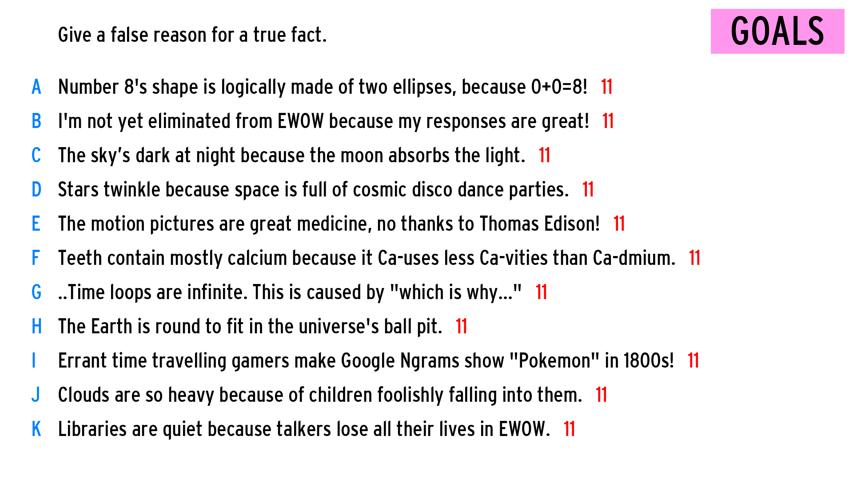 Give a false reason for a true fact.
GOALS
A Number 8's shape is logically made of two ellipses, because 0+0=8! 11
B I'm not yet eliminated from EWOW because my responses are great! 11
C The sky’s dark at night because the moon absorbs the light. 11
D Stars twinkle because space is full of cosmic disco dance parties. 11
E The motion pictures are great medicine, no thanks to Thomas Edison! 11
F Teeth contain mostly calcium because it Ca-uses less Ca-vities than Ca-dmium. 11
G ..Time loops are infinite. This is caused by "which is why..." 11
H The Earth is round to fit in the universe's ball pit. 11
I Errant time travelling gamers make Google Ngrams show "Pokemon" in 1800s! 11
J Clouds are so heavy because of children foolishly falling into them. 11
K Libraries are quiet because talkers lose all their lives in EWOW. 11